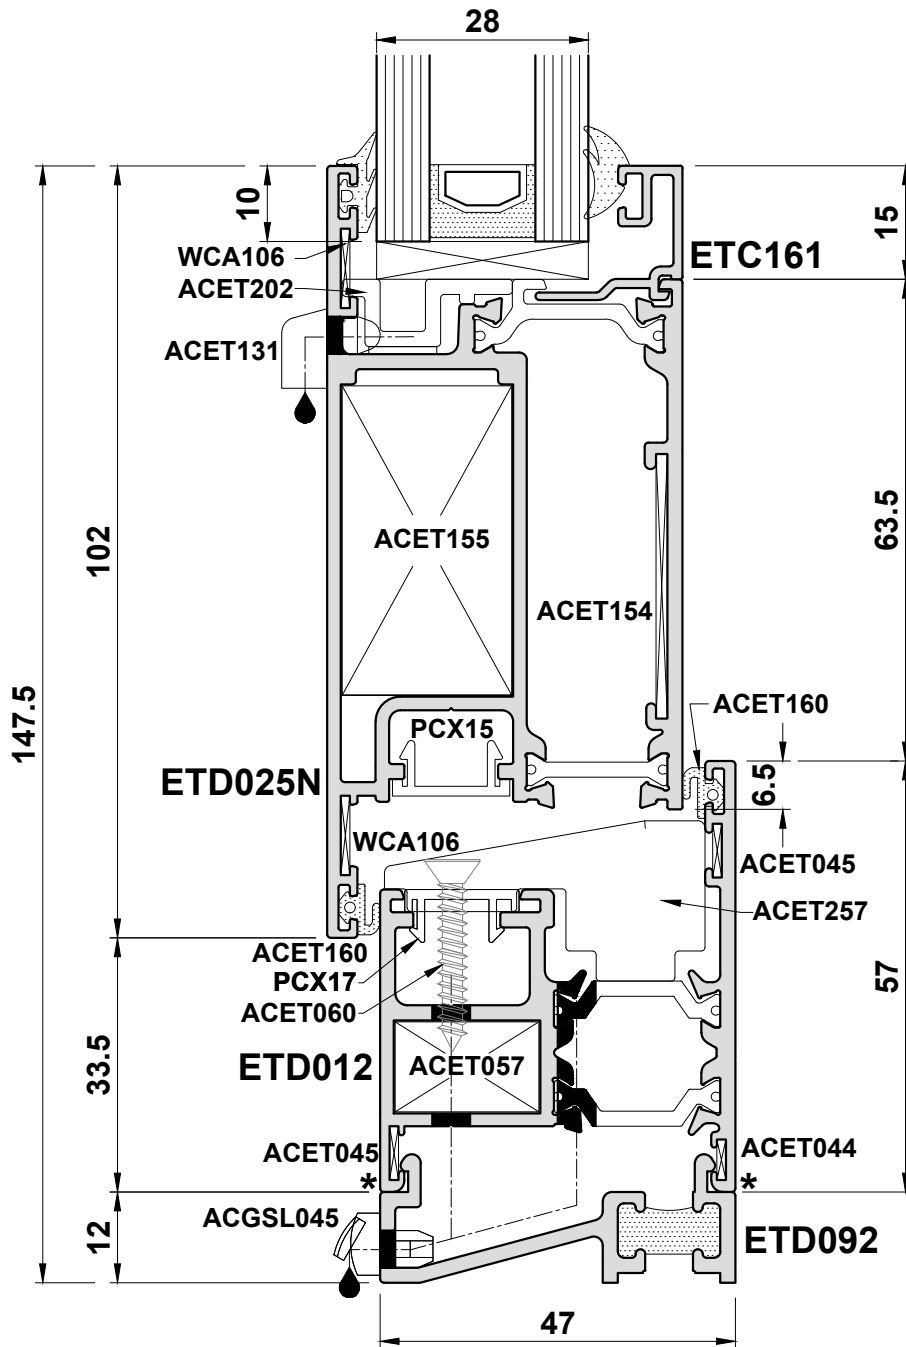 28
10
15
WCA106
ETC161
ACET202
ACET131
102
63.5
ACET155
ACET154
147.5
ACET160
PCX15
ETD025N
6.5
WCA106
ACET045
ACET257
ACET160
PCX17
ACET060
57
33.5
ETD012
ACET057
ACET045
ACET044
*
*
ACGSL045
12
ETD092
47